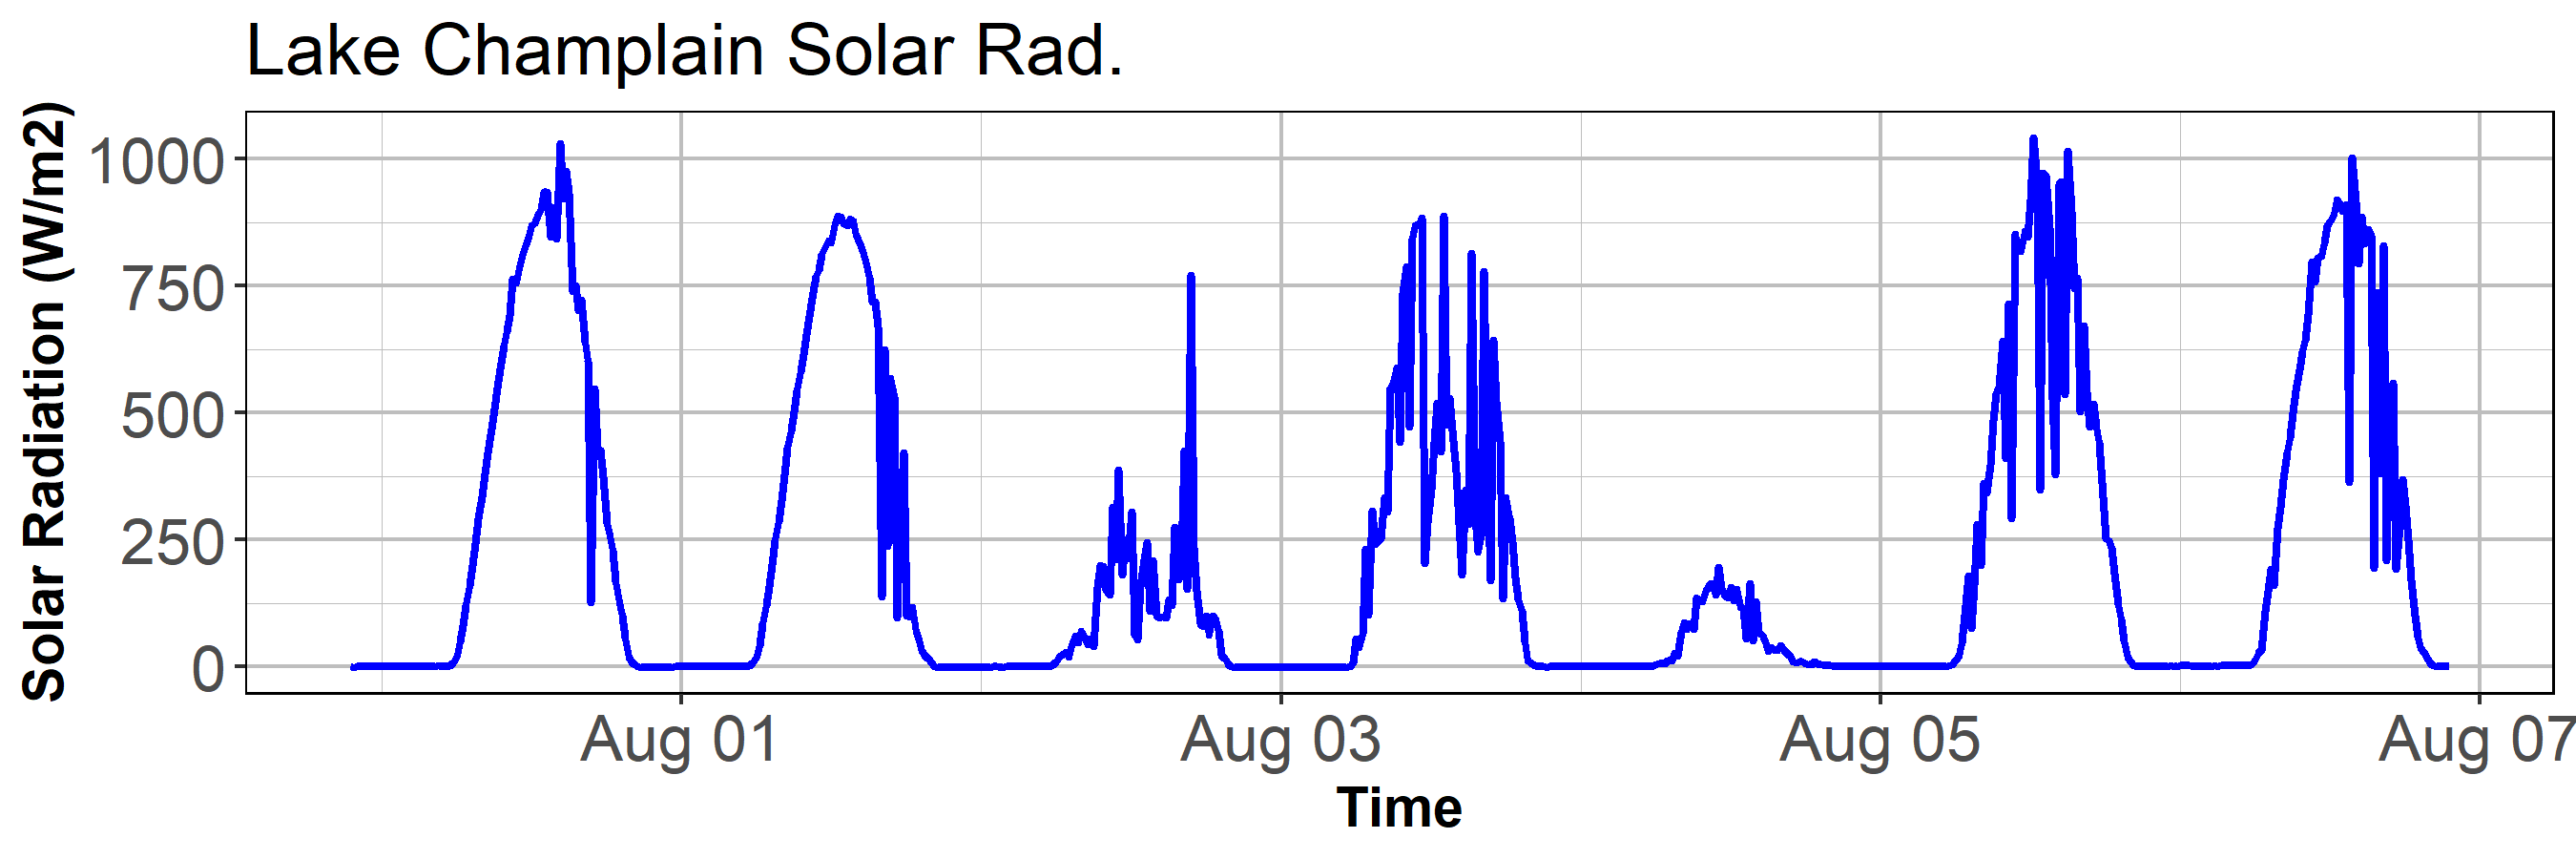 Lake Champlain Solar Rad.
Solar Radiation (W/m2)
1000
750
500
250
0
Aug 01 Aug 03 Aug 05 Aug 07
Time